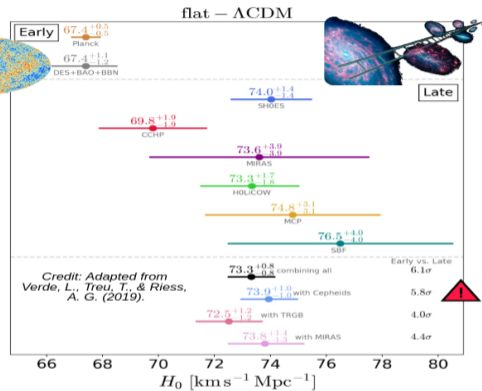 flat − ΛCDM
Early
67.4 +0.5 −0.5
Planck
67.4 +1.1 −1.2
DES+BAO+BBN
Late
74.0 +1.4 −1.4
SH0ES
69.8 +1.9 −1.9
CCHP
73.6 +3.9 −3.9
MIRAS
73.3 +1.7 −1.8
H0LiCOW
74.8 +3.1 −3.1
MCP
76.5 +4.0 −4.0
SBF
Early vs. Late
73.3 +0.8 −0.8 combining all 6.1σ
73.9 +1.0 −1.0 with Cepheids 5.8σ
72.5 +1.2 −1.2 with TRGB 4.0σ
73.8 +1.4 −1.3 with MIRAS 4.4σ
Credit: Adapted from
Verde, L., Treu, T., & Riess,
A. G. (2019).
!
66 68 70 72 74 76 78 80
H0 [km s−1 Mpc−1]